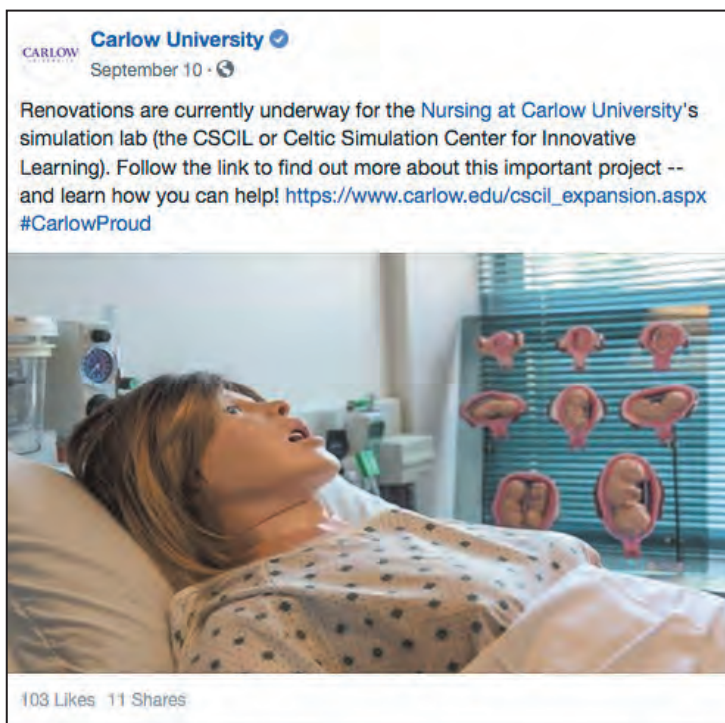 CARLOW
UNIVERSITY
Carlow University
September 10 ·
Renovations are currently underway for the Nursing at Carlow University's
simulation lab (the CSCIL or Celtic Simulation Center for Innovative
Learning). Follow the link to find out more about this important project --
and learn how you can help! https://www.carlow.edu/cscil_expansion.aspx
#CarlowProud
103 Likes 11 Shares